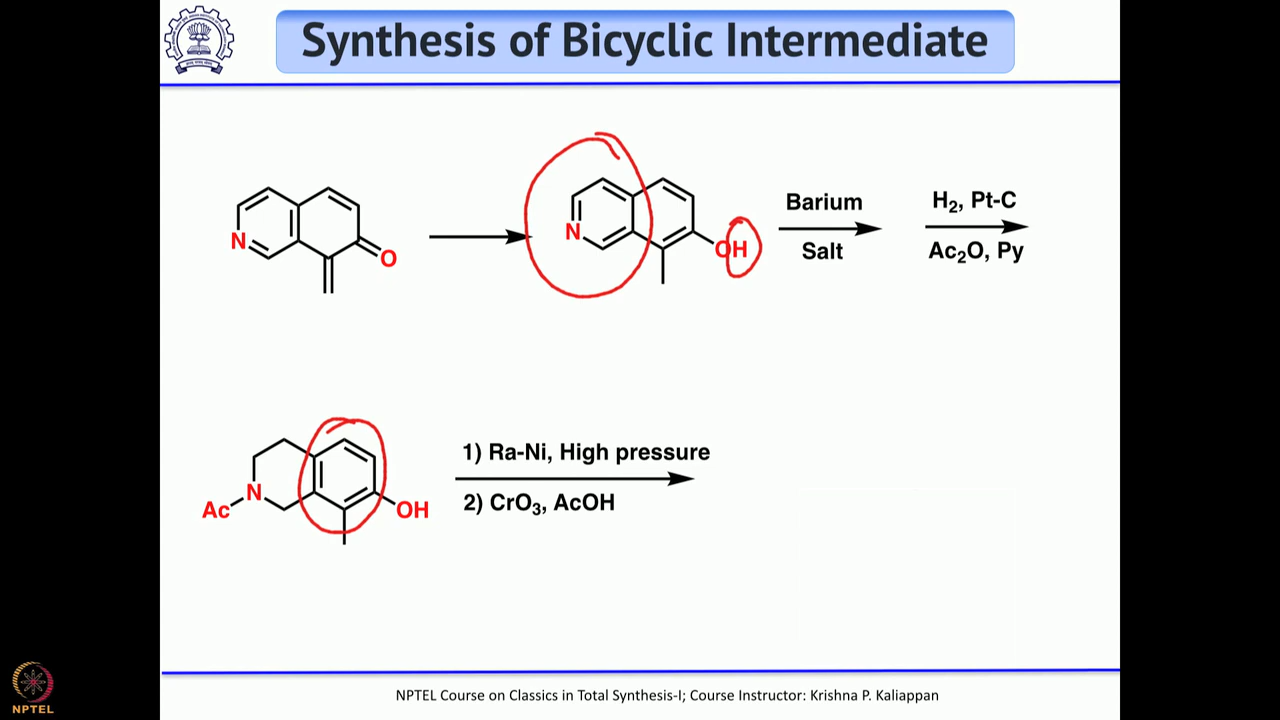 Synthesis of Bicyclic Intermediate
N
O
N
OH
Barium
Salt
H₂, Pt-C
Ac₂O, Py
Ac
N
OH
1) Ra-Ni, High pressure
2) CrO₃, AcOH
NPTEL Course on Classics in Total Synthesis-I; Course Instructor: Krishna P. Kaliappan
NPTEL